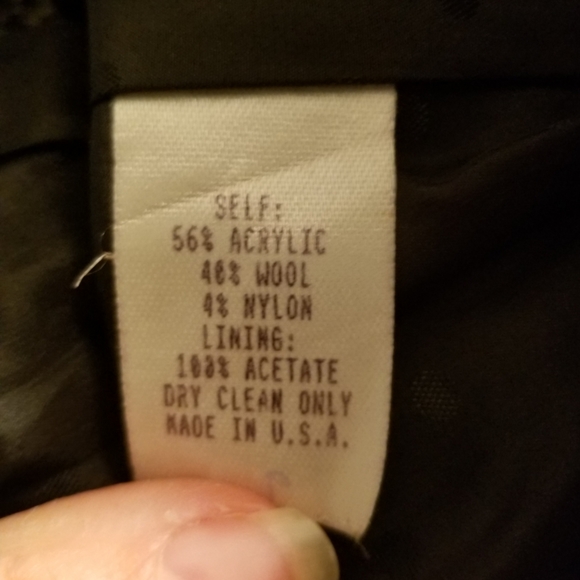 SELF:
56% ACRYLIC
40% WOOL
4% NYLON
LINING:
100% ACETATE
DRY CLEAN ONLY
MADE IN U.S.A.